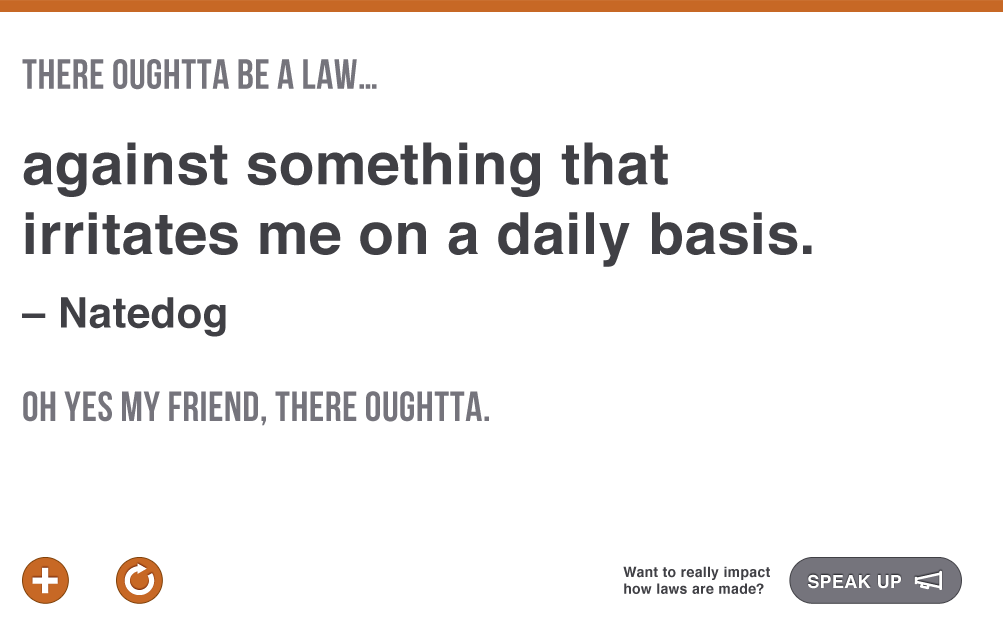 THERE OUGHTTA BE A LAW...
against something that
irritates me on a daily basis.
– Natedog
OH YES MY FRIEND, THERE OUGHTTA.
Want to really impact
how laws are made?
SPEAK UP